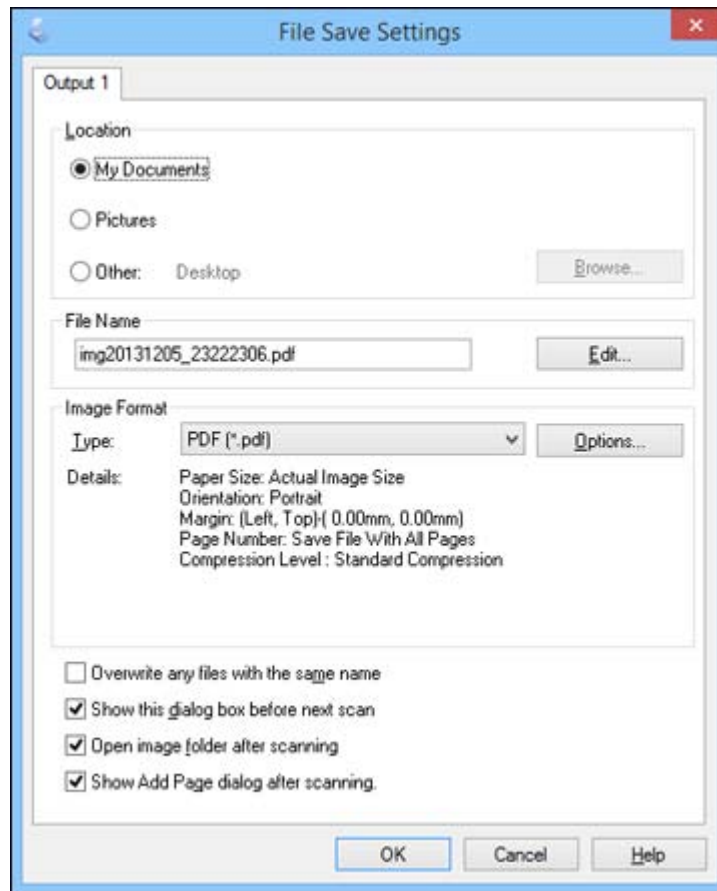 File Save Settings
Output 1
Location
My Documents
Pictures
Other: Desktop Browse...
File Name
img20131205_23222306.pdf Edit...
Image Format
Type: PDF (*.pdf) Options...
Details: Paper Size: Actual Image Size
Orientation: Portrait
Margin: (Left, Top)-( 0.00mm, 0.00mm)
Page Number: Save File With All Pages
Compression Level : Standard Compression
Overwrite any files with the same name
Show this dialog box before next scan
Open image folder after scanning
Show Add Page dialog after scanning.
OK Cancel Help